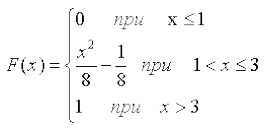 0 при x ≤1
F(x)= x²/8 − 1/8 при 1< x ≤ 3
1 при x > 3